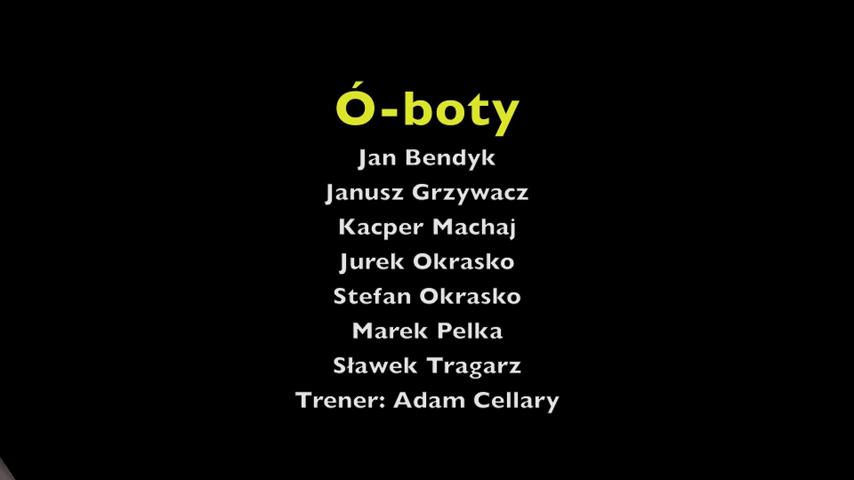 Ó-boty
Jan Bendyk
Janusz Grzywacz
Kacper Machaj
Jurek Okrasko
Stefan Okrasko
Marek Pelka
Sławek Tragarz
Trener: Adam Cellary